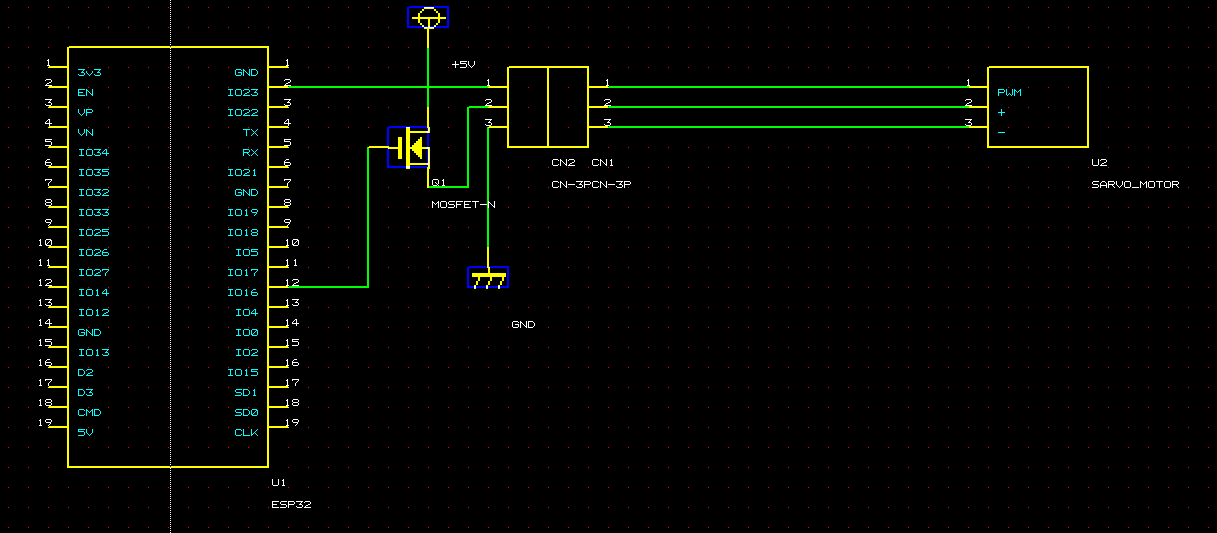 +5V
1 3V3 GND 1
2 EN IO23 2
3 VP IO22 3
4 VN TX 4
5 IO34 RX 5
6 IO35 IO21 6
7 IO32 GND 7
8 IO33 IO19 8
9 IO25 IO18 9
10 IO26 IO5 10
11 IO27 IO17 11
12 IO14 IO16 12
13 IO12 IO4 13
14 GND IO0 14
15 IO13 IO2 15
16 D2 IO15 16
17 D3 SD1 17
18 CMD SD0 18
19 5V CLK 19
U1
ESP32
Q1
MOSFET-N
GND
1 1
2 2
3 3
CN2 CN1
CN-3PCN-3P
1 PWM
2 +
3 -
U2
SARVO_MOTOR